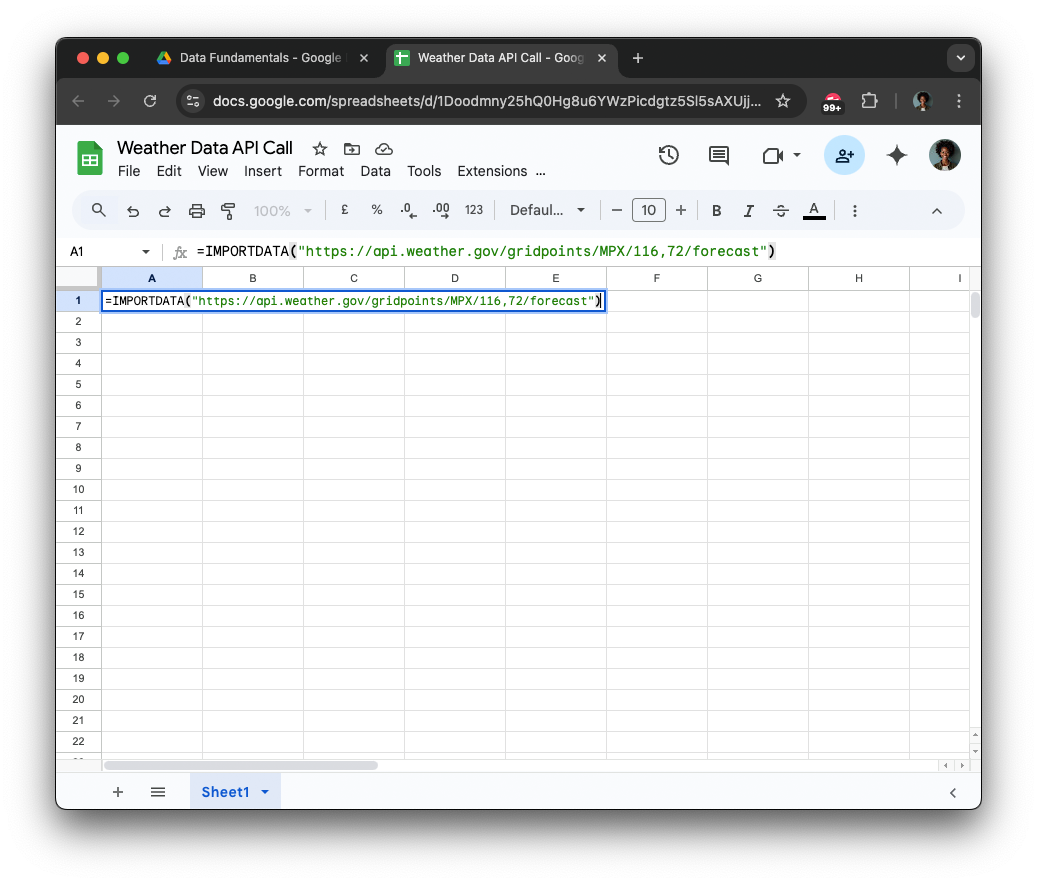 Data Fundamentals - Google
Weather Data API Call - Goog
docs.google.com/spreadsheets/d/1Doodmny25hQ0Hg8u6YWzPicdgtz5Sl5sAXUjj...
99+
Weather Data API Call
File Edit View Insert Format Data Tools Extensions ...
100% £ % .0 .00 123 Defaul... − 10 + B I S A
A1 fx =IMPORTDATA("https://api.weather.gov/gridpoints/MPX/116,72/forecast")
A B C D E F G H I
1 =IMPORTDATA("https://api.weather.gov/gridpoints/MPX/116,72/forecast")
2
3
4
5
6
7
8
9
10
11
12
13
14
15
16
17
18
19
20
21
22
Sheet1